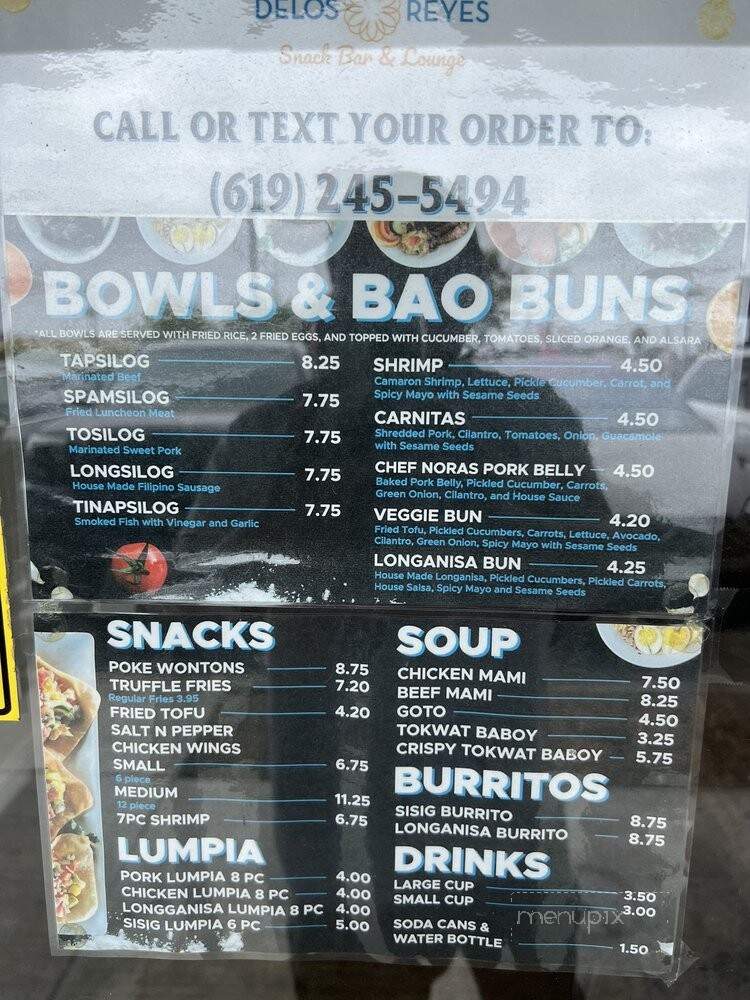 DELOS REYES
Snack Bar & Lounge
CALL OR TEXT YOUR ORDER TO:
(619) 245-5494
BOWLS & BAO BUNS
*ALL BOWLS ARE SERVED WITH FRIED RICE, 2 FRIED EGGS, AND TOPPED WITH CUCUMBER, TOMATOES, SLICED ORANGE, AND ALSARA
TAPSILOG 8.25
Marinated Beef
SPAMSILOG 7.75
Fried Luncheon Meat
TOSILOG 7.75
Marinated Sweet Pork
LONGSILOG 7.75
House Made Filipino Sausage
TINAPSILOG 7.75
Smoked Fish with Vinegar and Garlic
SHRIMP 4.50
Camaron Shrimp, Lettuce, Pickle Cucumber, Carrot, and
Spicy Mayo with Sesame Seeds
CARNITAS 4.50
Shredded Pork, Cilantro, Tomatoes, Onion, Guacamole
with Sesame Seeds
CHEF NORAS PORK BELLY 4.50
Baked Pork Belly, Pickled Cucumber, Carrots,
Green Onion, Cilantro, and House Sauce
VEGGIE BUN 4.20
Fried Tofu, Pickled Cucumbers, Carrots, Lettuce, Avocado,
Cilantro, Green Onion, Spicy Mayo with Sesame Seeds
LONGANISA BUN 4.25
House Made Longanisa, Pickled Cucumbers, Pickled Carrots,
House Salsa, Spicy Mayo and Sesame Seeds
SNACKS
POKE WONTONS 8.75
TRUFFLE FRIES 7.20
Regular Fries 3.95
FRIED TOFU 4.20
SALT N PEPPER
CHICKEN WINGS
SMALL 6.75
6 piece
MEDIUM 11.25
12 piece
7PC SHRIMP 6.75
LUMPIA
PORK LUMPIA 8 PC 4.00
CHICKEN LUMPIA 8 PC 4.00
LONGGANISA LUMPIA 8 PC 4.00
SISIG LUMPIA 6 PC 5.00
SOUP
CHICKEN MAMI 7.50
BEEF MAMI 8.25
GOTO 4.50
TOKWAT BABOY 3.25
CRISPY TOKWAT BABOY 5.75
BURRITOS
SISIG BURRITO 8.75
LONGANISA BURRITO 8.75
DRINKS
LARGE CUP 3.50
SMALL CUP 3.00
SODA CANS &
WATER BOTTLE 1.50
menupix